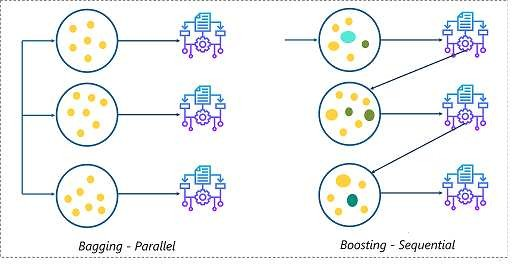 Bagging - Parallel
Boosting - Sequential